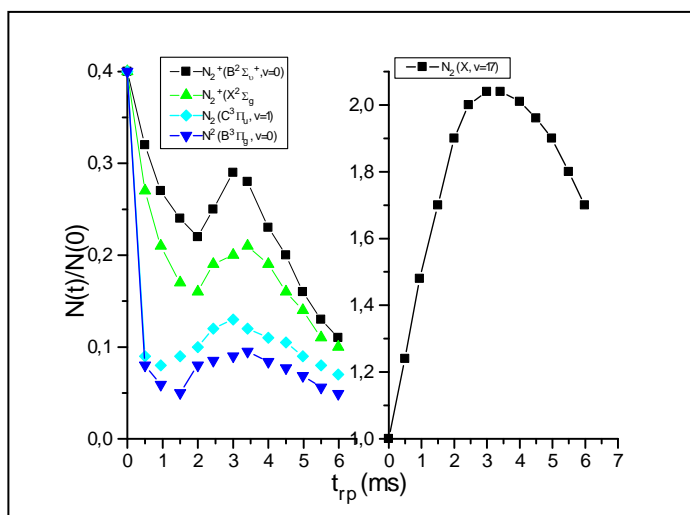 N₂⁺(B²Σᵤ⁺,v=0)
N₂⁺(X²Σg
N₂(C³Πᵤ,v=1)
N²(B³Πg,v=0)
N₂(X, v=17)
N(t)/N(0)
0,4
0,3
0,2
0,1
0,0
0 1 2 3 4 5 6
2,0
1,8
1,6
1,4
1,2
1,0
0 1 2 3 4 5 6 7
t_rp (ms)